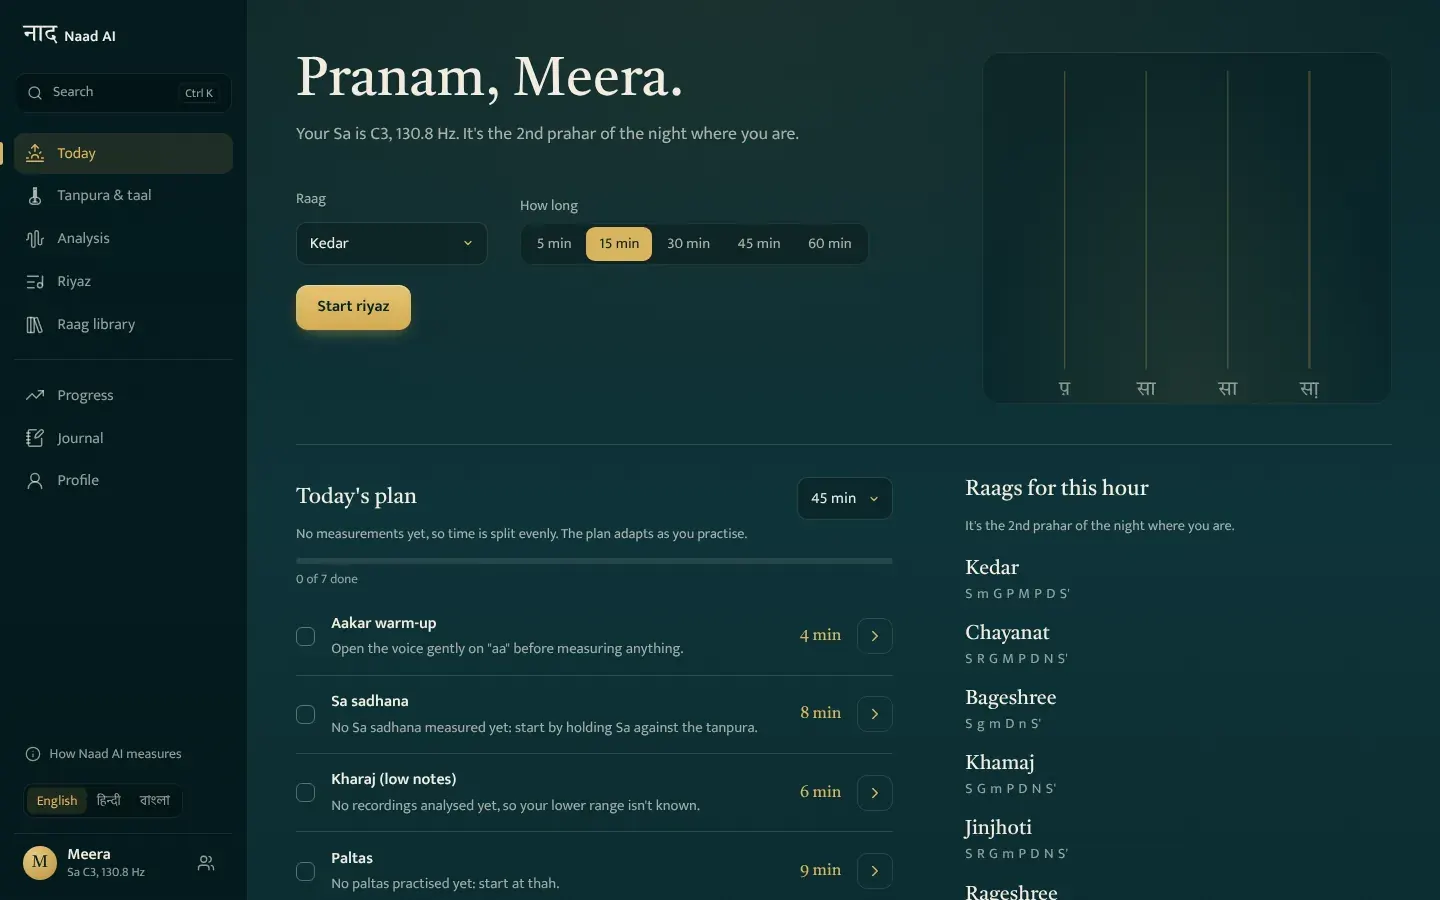 नाद Naad AI
Search Ctrl K
Today
Tanpura & taal
Analysis
Riyaz
Raag library
Progress
Journal
Profile
How Naad AI measures
English हिन्दी বাংলা
M Meera
Sa C3, 130.8 Hz
Pranam, Meera.
Your Sa is C3, 130.8 Hz. It's the 2nd prahar of the night where you are.
Raag
Kedar
How long
5 min 15 min 30 min 45 min 60 min
Start riyaz
प़ सा सा सा़
Today's plan
45 min
No measurements yet, so time is split evenly. The plan adapts as you practise.
0 of 7 done
Aakar warm-up
Open the voice gently on "aa" before measuring anything.
4 min
Sa sadhana
No Sa sadhana measured yet: start by holding Sa against the tanpura.
8 min
Kharaj (low notes)
No recordings analysed yet, so your lower range isn't known.
6 min
Paltas
No paltas practised yet: start at thah.
9 min
Raags for this hour
It's the 2nd prahar of the night where you are.
Kedar
S m G P M P D S'
Chayanat
S R G M P D N S'
Bageshree
S g m D n S'
Khamaj
S G m P D N S'
Jinjhoti
S R G m P D N S'
Rageshree